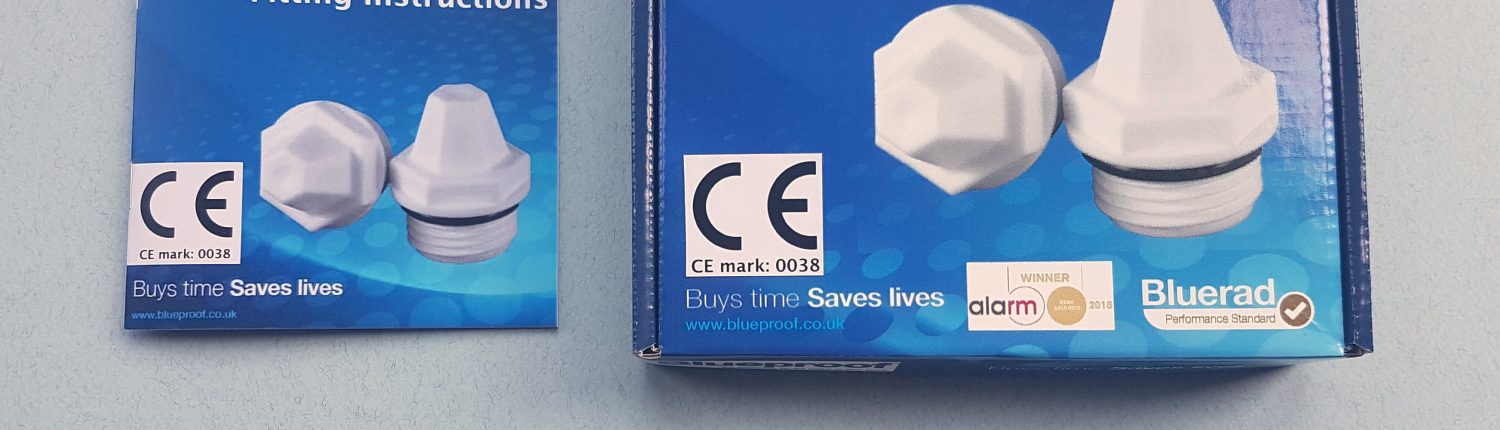 Fitting Instructions
CE
CE mark: 0038
Buys time Saves lives
www.blueproof.co.uk
CE
CE mark: 0038
Buys time Saves lives
www.blueproof.co.uk
WINNER
alarm
2016
Bluerad
Performance Standard